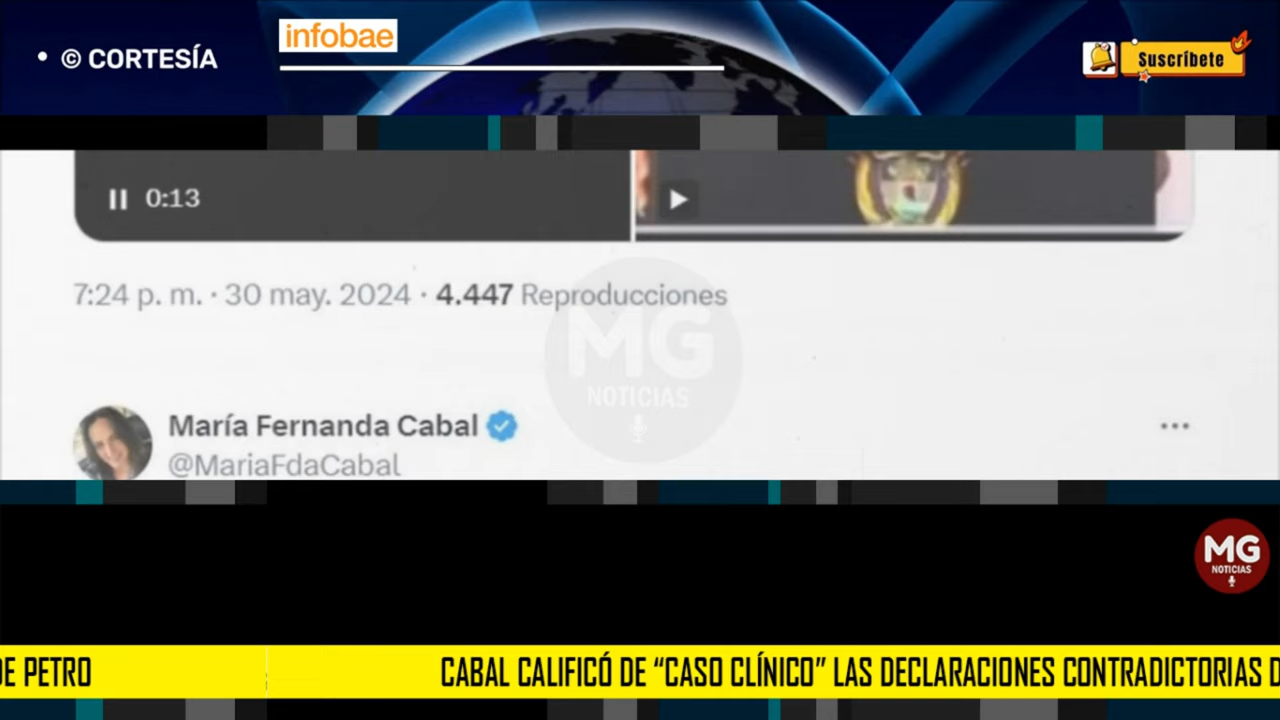 infobae
• © CORTESÍA
Suscríbete
0:13
7:24 p. m. · 30 may. 2024 · 4.447 Reproducciones
MG
NOTICIAS
María Fernanda Cabal
@MariaFdaCabal
MG
NOTICIAS
DE PETRO
CABAL CALIFICÓ DE “CASO CLÍNICO” LAS DECLARACIONES CONTRADICTORIAS D